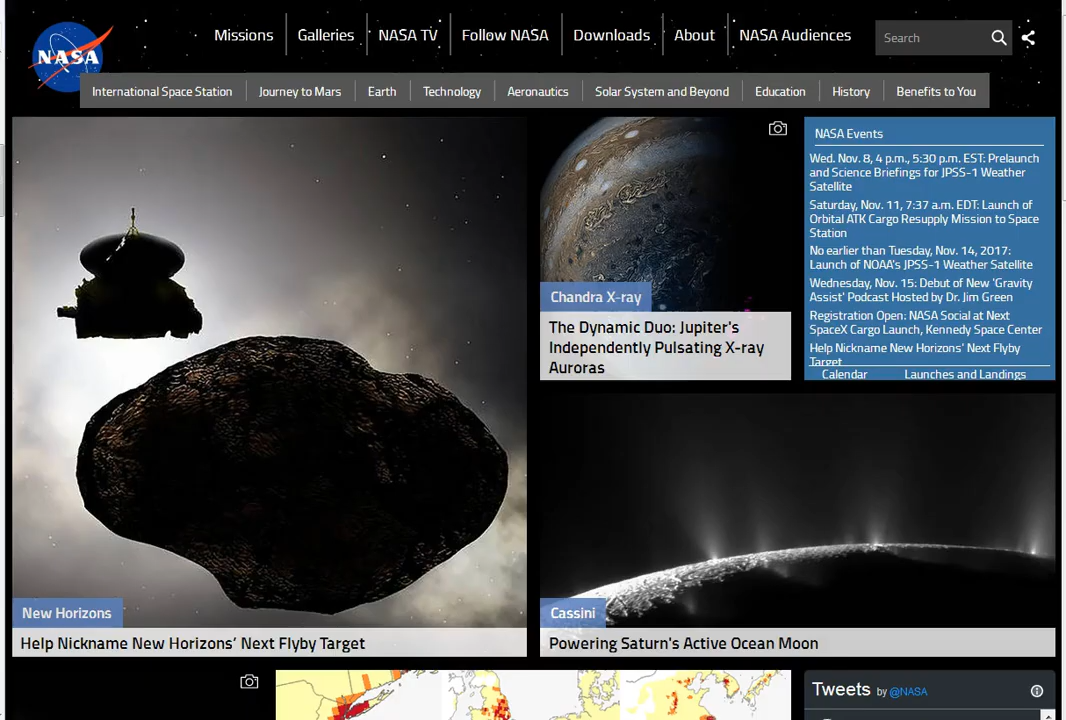 NASA
Missions
Galleries
NASA TV
Follow NASA
Downloads
About
NASA Audiences
Search
International Space Station
Journey to Mars
Earth
Technology
Aeronautics
Solar System and Beyond
Education
History
Benefits to You
New Horizons
Help Nickname New Horizons’ Next Flyby Target
Chandra X-ray
The Dynamic Duo: Jupiter's
Independently Pulsating X-ray
Auroras
NASA Events
Wed. Nov. 8, 4 p.m., 5:30 p.m. EST: Prelaunch
and Science Briefings for JPSS-1 Weather
Satellite
Saturday, Nov. 11, 7:37 a.m. EDT: Launch of
Orbital ATK Cargo Resupply Mission to Space
Station
No earlier than Tuesday, Nov. 14, 2017:
Launch of NOAA's JPSS-1 Weather Satellite
Wednesday, Nov. 15: Debut of New 'Gravity
Assist' Podcast Hosted by Dr. Jim Green
Registration Open: NASA Social at Next
SpaceX Cargo Launch, Kennedy Space Center
Help Nickname New Horizons' Next Flyby
Target
Calendar
Launches and Landings
Cassini
Powering Saturn's Active Ocean Moon
Tweets by @NASA